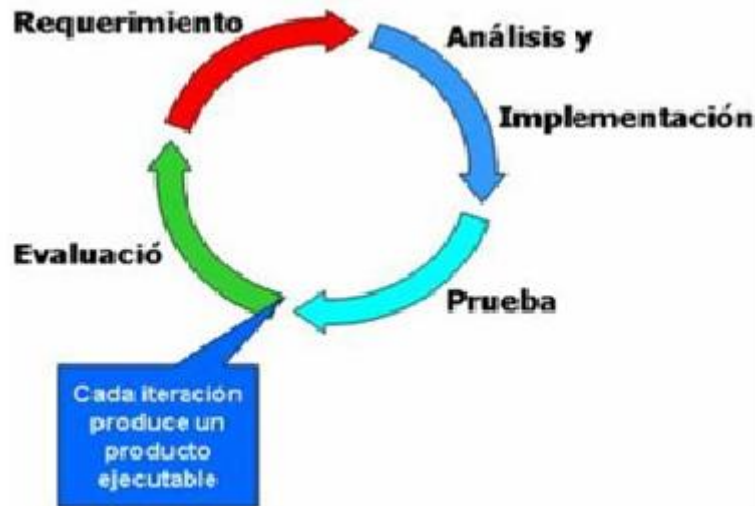 Requerimiento
Análisis y
Implementación
Evaluació
Prueba
Cada iteración
produce un
producto
ejecutable